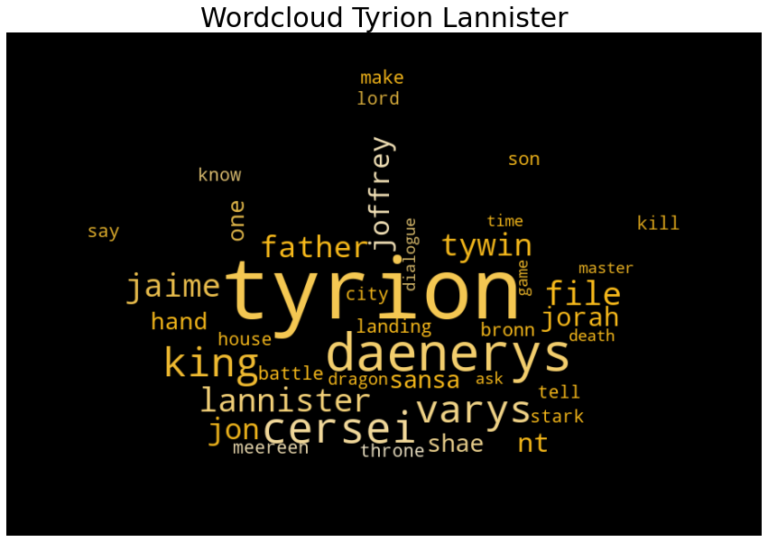 Wordcloud Tyrion Lannister
make
lord
joffrey
son
know
one
say
time
kill
dialogue
father
tywin
tyrion
game
master
jaime
city
file
hand
landing
bronn
jorah
house
death
king
daenerys
battle
dragon
sansa
ask
lannister
varys
tell
stark
jon
cersei
shae
nt
meereen
throne